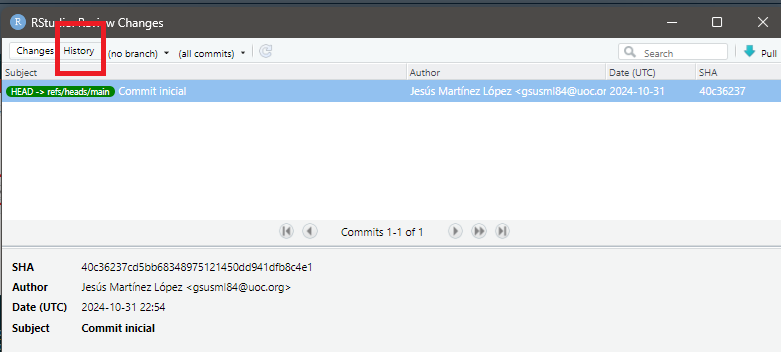 RStudio: Review Changes
Changes History (no branch) (all commits) Search Pull
Subject Author Date (UTC) SHA
HEAD -> refs/heads/main Commit inicial Jesús Martínez López <gsusml84@uoc.or 2024-10-31 40c36237
Commits 1-1 of 1
SHA 40c36237cd5bb68348975121450dd941dfb8c4e1
Author Jesús Martínez López <gsusml84@uoc.org>
Date (UTC) 2024-10-31 22:54
Subject Commit inicial